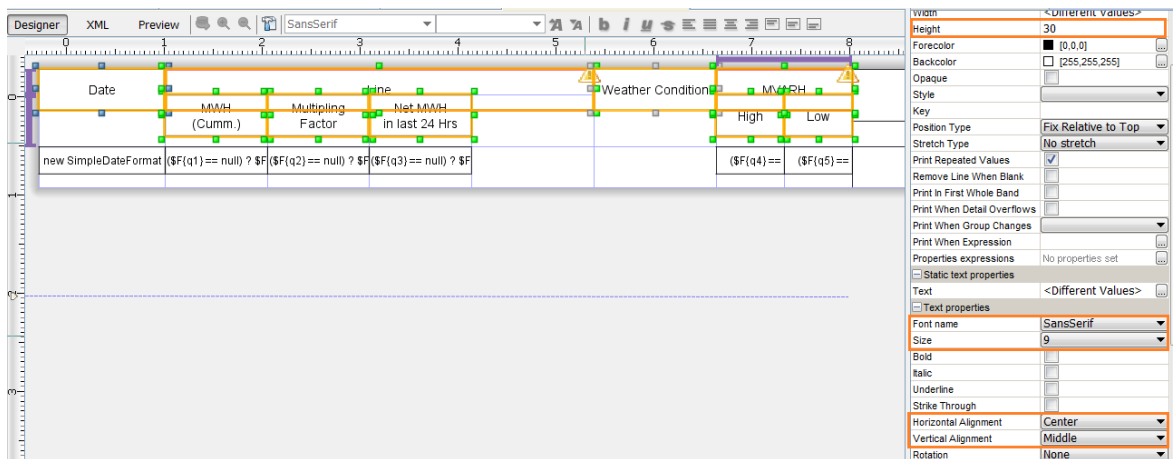 Designer XML Preview SansSerif b i u s
0 1 2 3 4 5 6 7 8
Date Line Weather Condition MVARH
MWH (Cumm.) Multipling Factor Net MWH in last 24 Hrs High Low
new SimpleDateFormat ($F{q1}== null) ? $F ($F{q2}== null) ? $F ($F{q3}== null) ? $F ($F{q4}== ($F{q5}==
0
1
2
3
Width <Different Values>
Height 30
Forecolor [0,0,0] ...
Backcolor [255,255,255] ...
Opaque
Style
Key
Position Type Fix Relative to Top
Stretch Type No stretch
Print Repeated Values
Remove Line When Blank
Print In First Whole Band
Print When Detail Overflows
Print When Group Changes
Print When Expression ...
Properties expressions No properties set ...
Static text properties
Text <Different Values> ...
Text properties
Font name SansSerif
Size 9
Bold
Italic
Underline
Strike Through
Horizontal Alignment Center
Vertical Alignment Middle
Rotation None